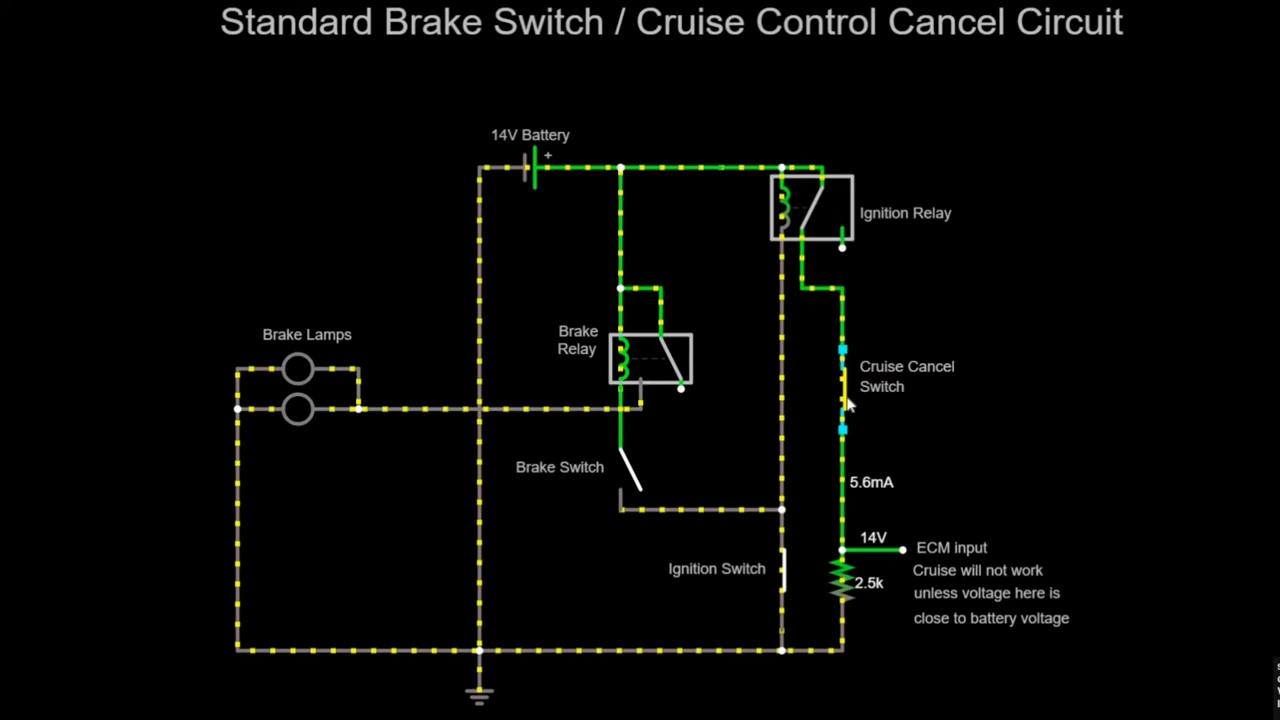 Standard Brake Switch / Cruise Control Cancel Circuit
14V Battery
+
Ignition Relay
Brake Lamps
Brake
Relay
Cruise Cancel
Switch
Brake Switch
5.6mA
14V
ECM input
Ignition Switch
2.5k
Cruise will not work
unless voltage here is
close to battery voltage